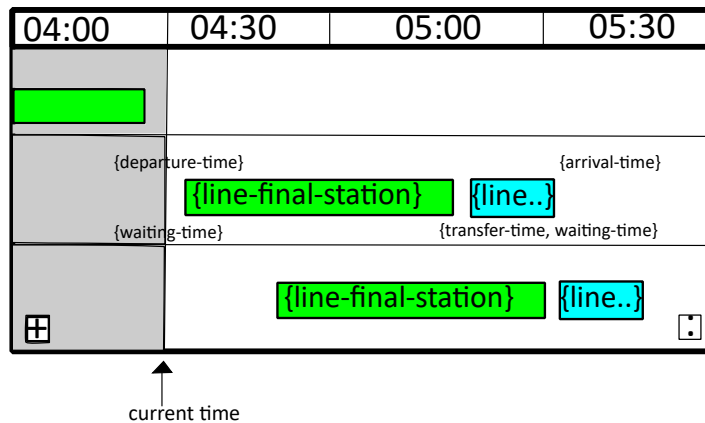 04:00 04:30 05:00 05:30
{departure-time} {arrival-time}
{line-final-station} {line..}
{waiting-time} {transfer-time, waiting-time}
{line-final-station} {line..}
+ :
current time